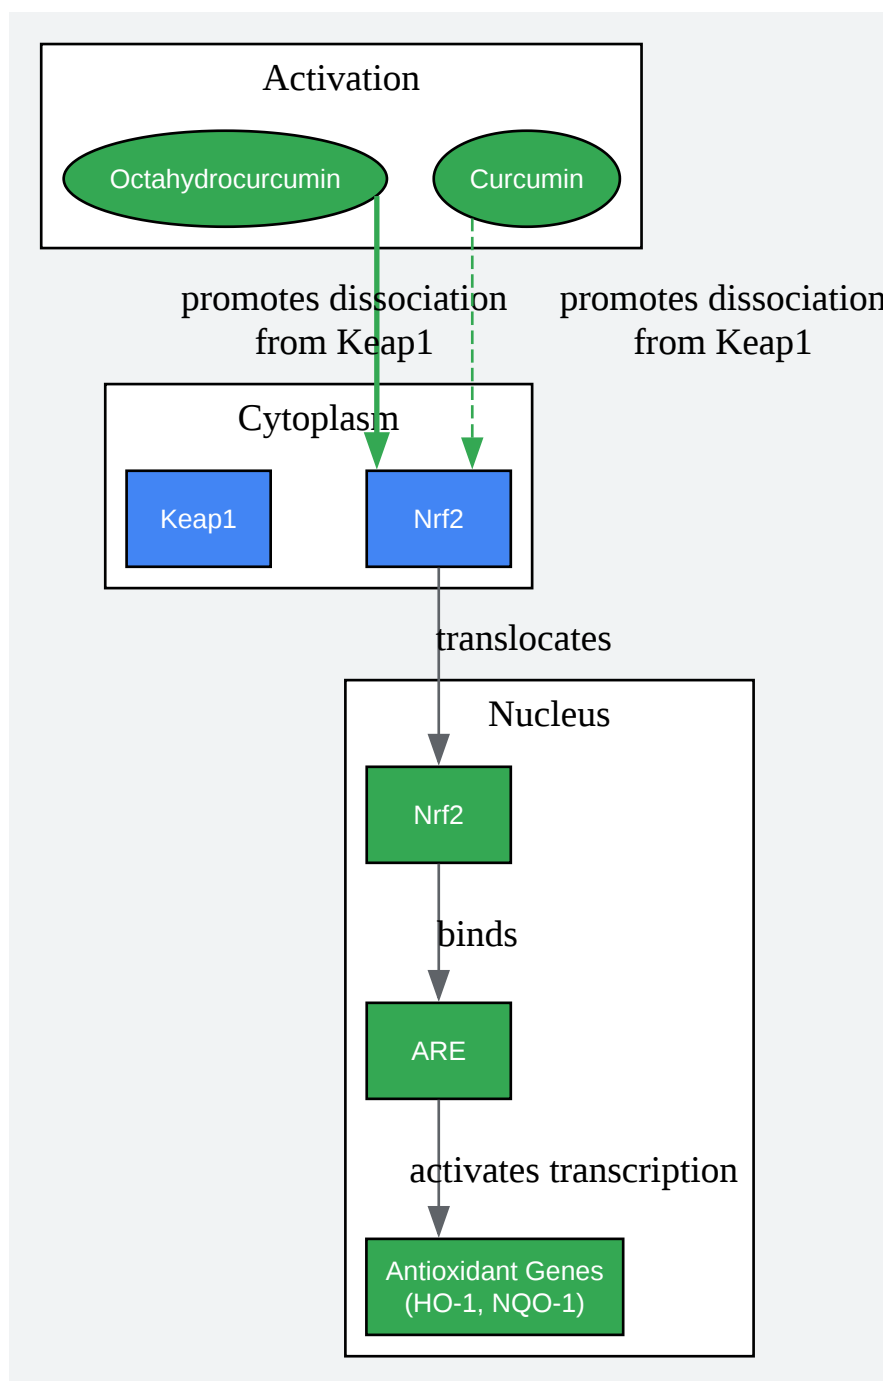 Activation
Octahydrocurcumin
Curcumin
promotes dissociation
from Keap1
promotes dissociation
from Keap1
Cytoplasm
Keap1
Nrf2
translocates
Nucleus
Nrf2
binds
ARE
activates transcription
Antioxidant Genes
(HO-1, NQO-1)